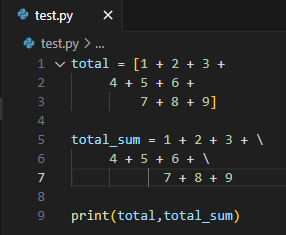 test.py ×
test.py > ...
1 total = [1 + 2 + 3 +
2 4 + 5 + 6 +
3 7 + 8 + 9]
4
5 total_sum = 1 + 2 + 3 + \
6 4 + 5 + 6 + \
7 7 + 8 + 9
8
9 print(total,total_sum)